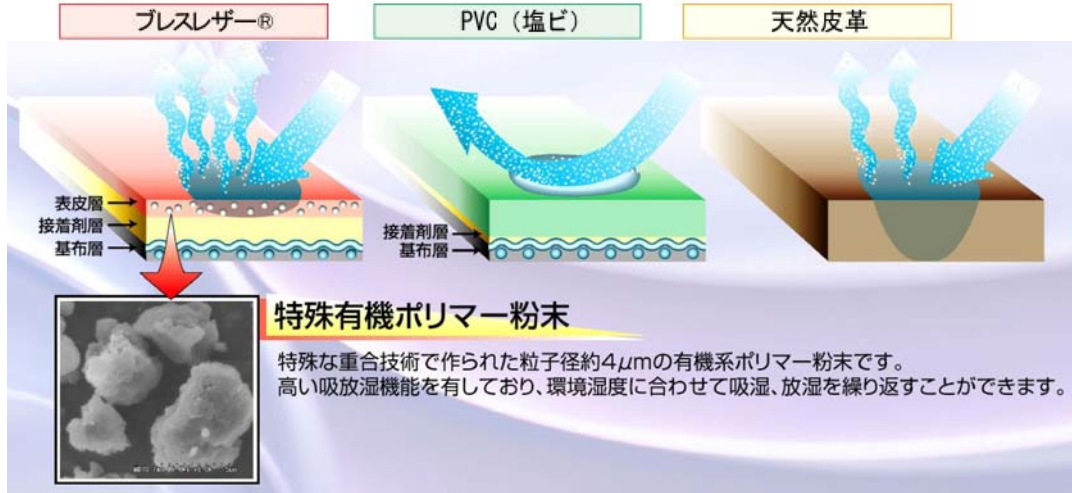 ブレスレザー®
PVC（塩ビ）
天然皮革
表皮層
接着剤層
基布層
接着剤層
基布層
特殊有機ポリマー粉末
特殊な重合技術で作られた粒子径約4μmの有機系ポリマー粉末です。
高い吸放湿機能を有しており、環境湿度に合わせて吸湿、放湿を繰り返すことができます。